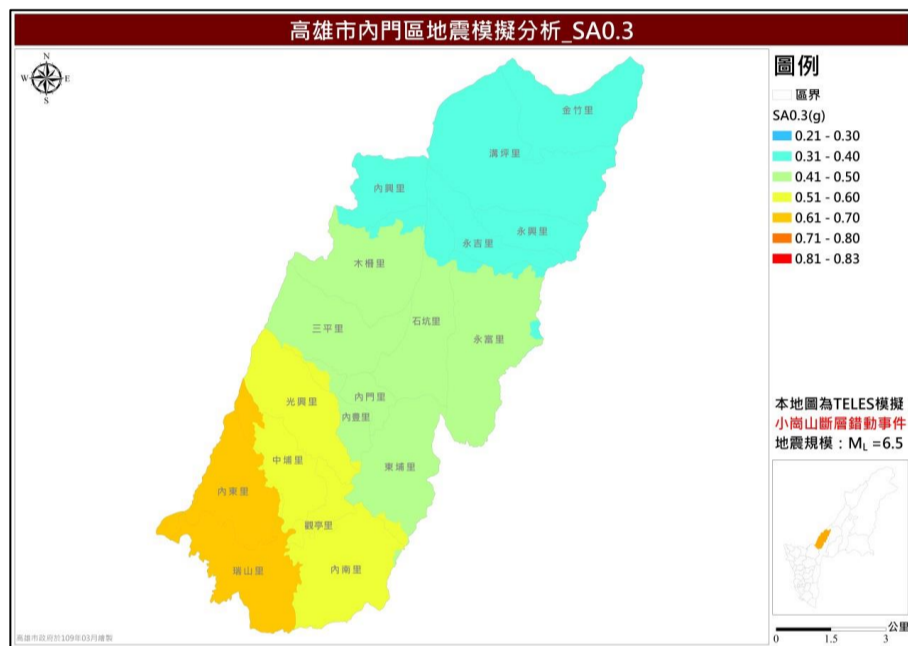 高雄市內門區地震模擬分析_SA0.3
N
W E
S
圖例
區界
SA0.3(g)
0.21 - 0.30
0.31 - 0.40
0.41 - 0.50
0.51 - 0.60
0.61 - 0.70
0.71 - 0.80
0.81 - 0.83
金竹里
溝坪里
內興里
永興里
永吉里
木柵里
石坑里
三平里
永富里
內門里
光興里
內豊里
中埔里
東埔里
內東里
觀亭里
內南里
瑞山里
本地圖為TELES模擬
小崗山斷層錯動事件
地震規模：ML =6.5
公里
0 1.5 3
高雄市政府於109年03月繪製